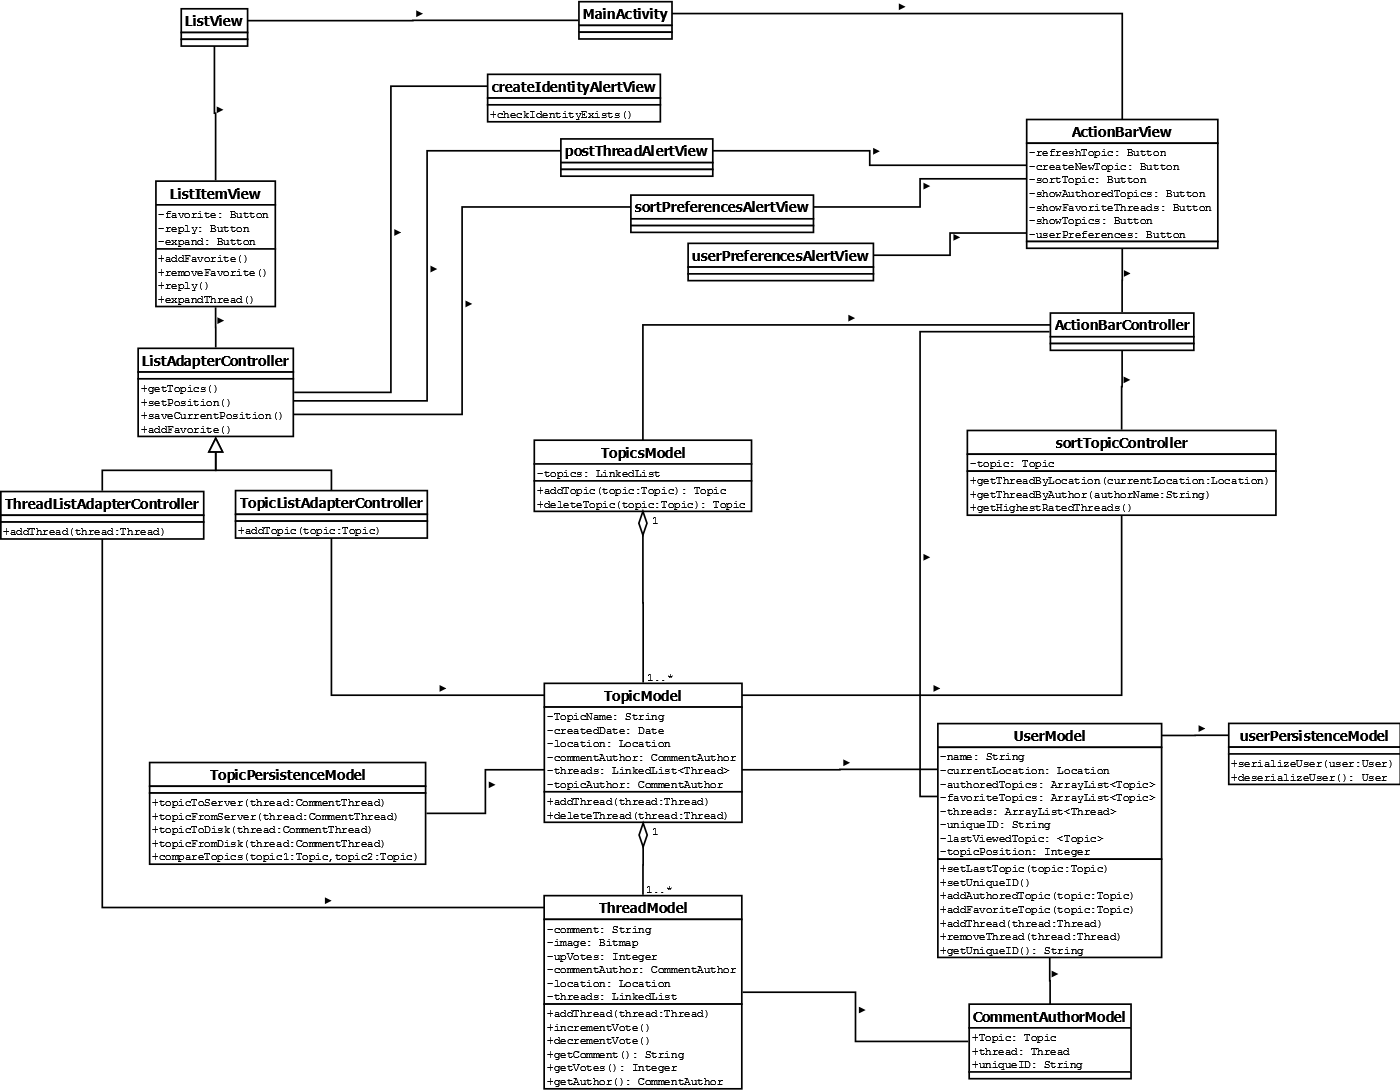 ListView
MainActivity
createIdentityAlertView
+checkIdentityExists()
postThreadAlertView
sortPreferencesAlertView
userPreferencesAlertView
ActionBarView
-refreshTopic: Button
-createNewTopic: Button
-sortTopic: Button
-showAuthoredTopics: Button
-showFavoriteThreads: Button
-showTopics: Button
-userPreferences: Button
ListItemView
-favorite: Button
-reply: Button
-expand: Button
+addFavorite()
+removeFavorite()
+reply()
+expandThread()
ActionBarController
ListAdapterController
+getTopics()
+setPosition()
+saveCurrentPosition()
+addFavorite()
TopicsModel
-topics: LinkedList
+addTopic(topic:Topic): Topic
+deleteTopic(topic:Topic): Topic
1
sortTopicController
-topic: Topic
+getThreadByLocation(currentLocation:Location)
+getThreadByAuthor(authorName:String)
+getHighestRatedThreads()
ThreadListAdapterController
+addThread(thread:Thread)
TopicListAdapterController
+addTopic(topic:Topic)
1..*
TopicModel
-TopicName: String
-createdDate: Date
-location: Location
-commentAuthor: CommentAuthor
-threads: LinkedList<Thread>
-topicAuthor: CommentAuthor
+addThread(thread:Thread)
+deleteThread(thread:Thread)
1
TopicPersistenceModel
+topicToServer(thread:CommentThread)
+topicFromServer(thread:CommentThread)
+topicToDisk(thread:CommentThread)
+topicFromDisk(thread:CommentThread)
+compareTopics(topic1:Topic,topic2:Topic)
UserModel
-name: String
-currentLocation: Location
-authoredTopics: ArrayList<Topic>
-favoriteTopics: ArrayList<Topic>
-threads: ArrayList<Thread>
-uniqueID: String
-lastViewedTopic: <Topic>
-topicPosition: Integer
+setLastTopic(topic:Topic)
+setUniqueID()
+addAuthoredTopic(topic:Topic)
+addFavoriteTopic(topic:Topic)
+addThread(thread:Thread)
+removeThread(thread:Thread)
+getUniqueID(): String
userPersistenceModel
+serializeUser(user:User)
+deserializeUser(): User
1..*
ThreadModel
-comment: String
-image: Bitmap
-upVotes: Integer
-commentAuthor: CommentAuthor
-location: Location
-threads: LinkedList
+addThread(thread:Thread)
+incrementVote()
+decrementVote()
+getComment(): String
+getVotes(): Integer
+getAuthor(): CommentAuthor
CommentAuthorModel
+Topic: Topic
+thread: Thread
+uniqueID: String